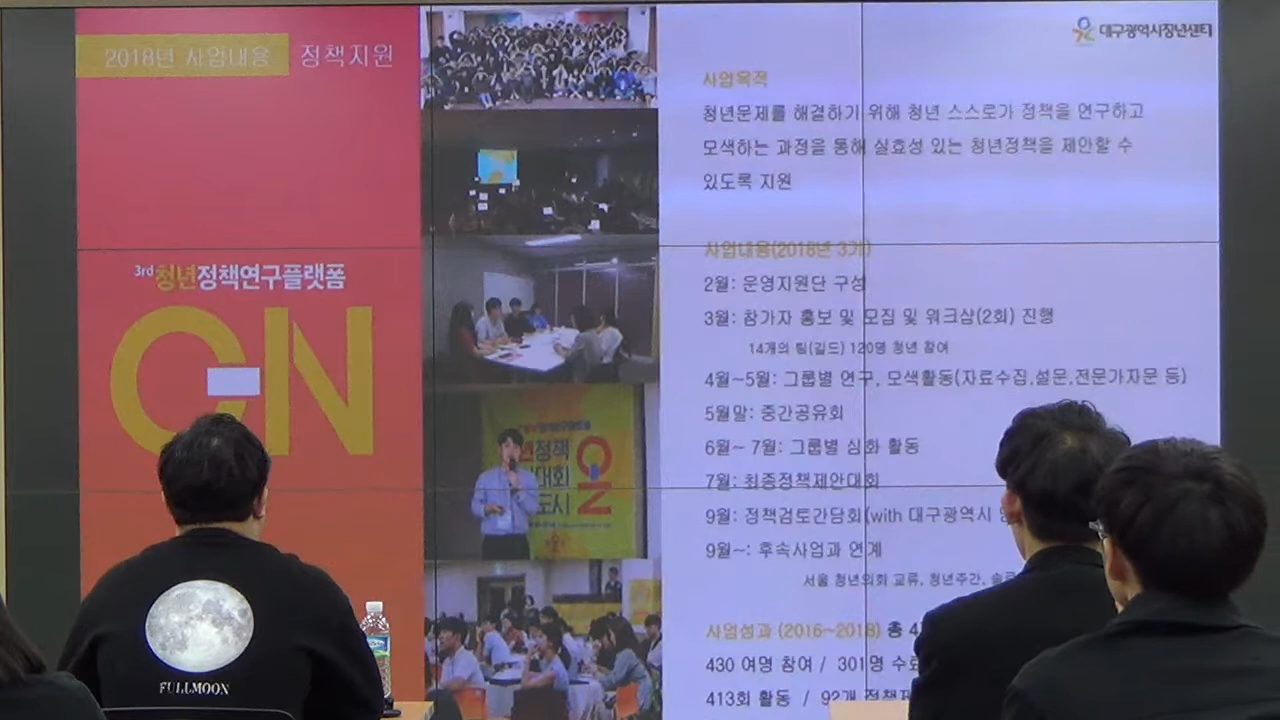 2018년 사업내용 정책지원
3rd 청년정책연구플랫폼
ON
대구광역시청년센터
사업목적
청년문제를 해결하기 위해 청년 스스로가 정책을 연구하고
모색하는 과정을 통해 실효성 있는 청년정책을 제안할 수
있도록 지원
사업내용(2018년 3기)
2월: 운영지원단 구성
3월: 참가자 홍보 및 모집 및 워크샵(2회) 진행
14개의 팀(길드) 120명 청년 참여
4월~5월: 그룹별 연구, 모색활동(자료수집,설문,전문가자문 등)
5월말: 중간공유회
6월~ 7월: 그룹별 심화 활동
7월: 최종정책제안대회
9월: 정책검토간담회(with 대구광역시
9월~: 후속사업과 연계
서울 청년의회 교류, 청년주간,
사업성과 (2016~2018) 총
430 여명 참여 / 301명
413회 활동 / 92개
년정책
대회
도시
ON
FULLMOON